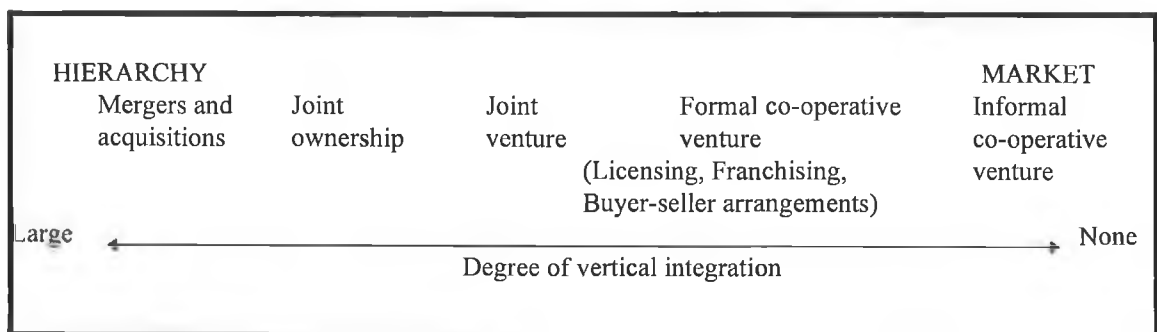 HIERARCHY MARKET
Mergers and Joint Joint Formal co-operative Informal
acquisitions ownership venture venture co-operative
(Licensing, Franchising, venture
Buyer-seller arrangements)
Large None
Degree of vertical integration